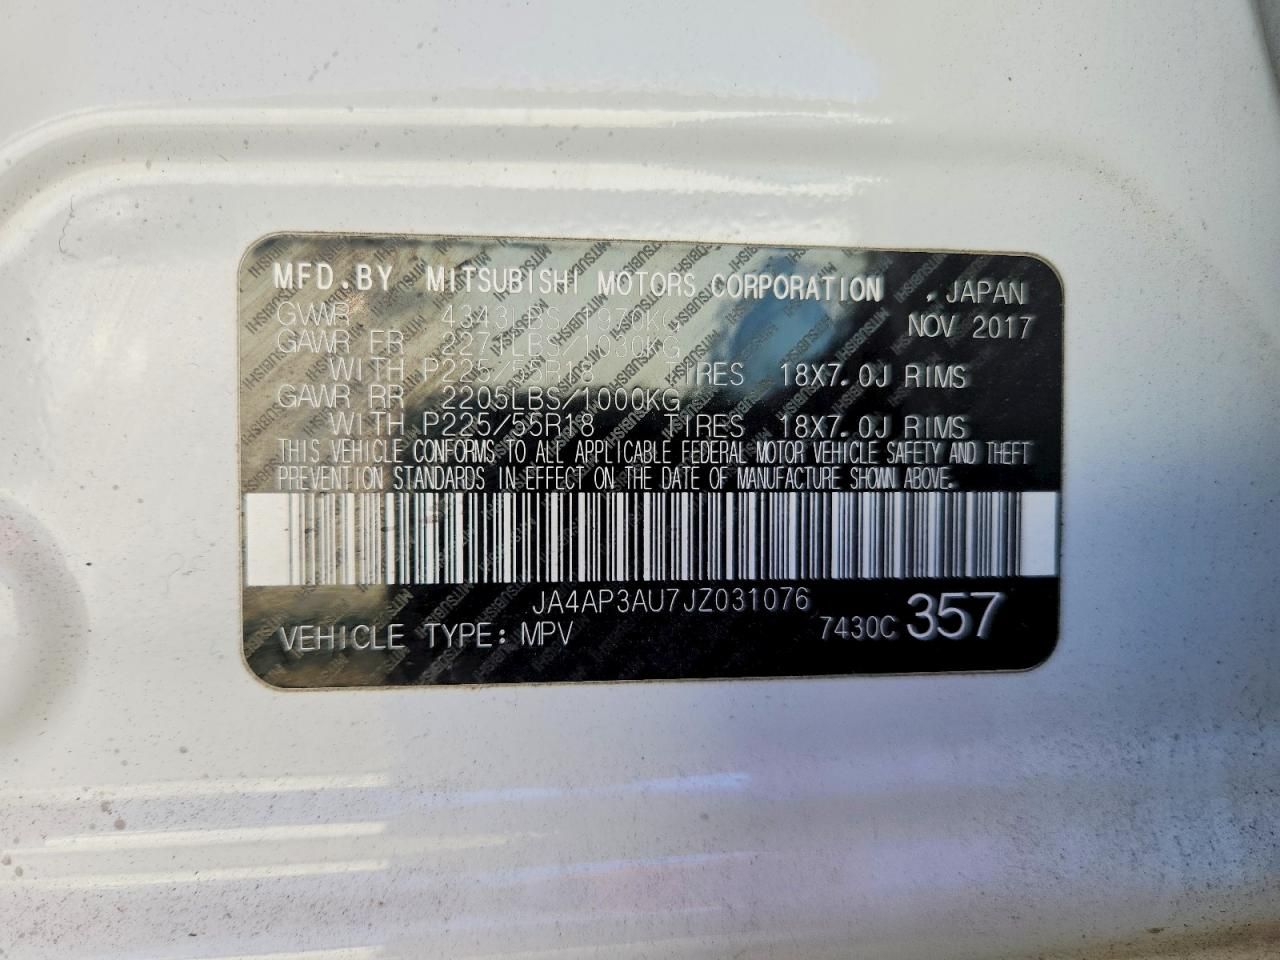 MFD.BY MITSUBISHI MOTORS CORPORATION , JAPAN
GVWR 4343LBS/1970KG NOV 2017
GAWR FR 2271LBS/1030KG
WITH P225/55R18 TIRES 18X7.0J RIMS
GAWR RR 2205LBS/1000KG
WITH P225/55R18 TIRES 18X7.0J RIMS
THIS VEHICLE CONFORMS TO ALL APPLICABLE FEDERAL MOTOR VEHICLE SAFETY AND THEFT
PREVENTION STANDARDS IN EFFECT ON THE DATE OF MANUFACTURE SHOWN ABOVE.
JA4AP3AU7JZ031076
VEHICLE TYPE: MPV 7430C 357